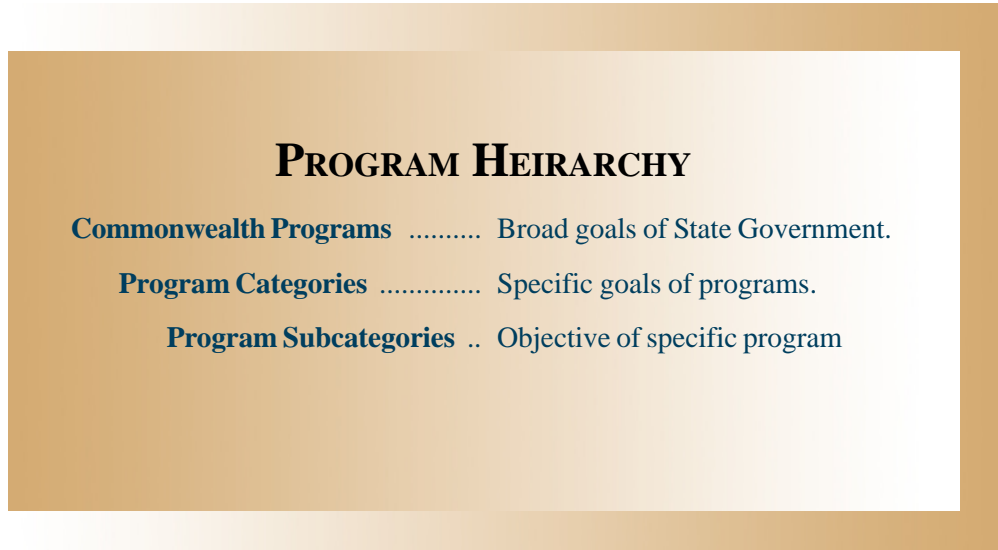 PROGRAM HEIRARCHY
Commonwealth Programs .......... Broad goals of State Government.
Program Categories .............. Specific goals of programs.
Program Subcategories .. Objective of specific program